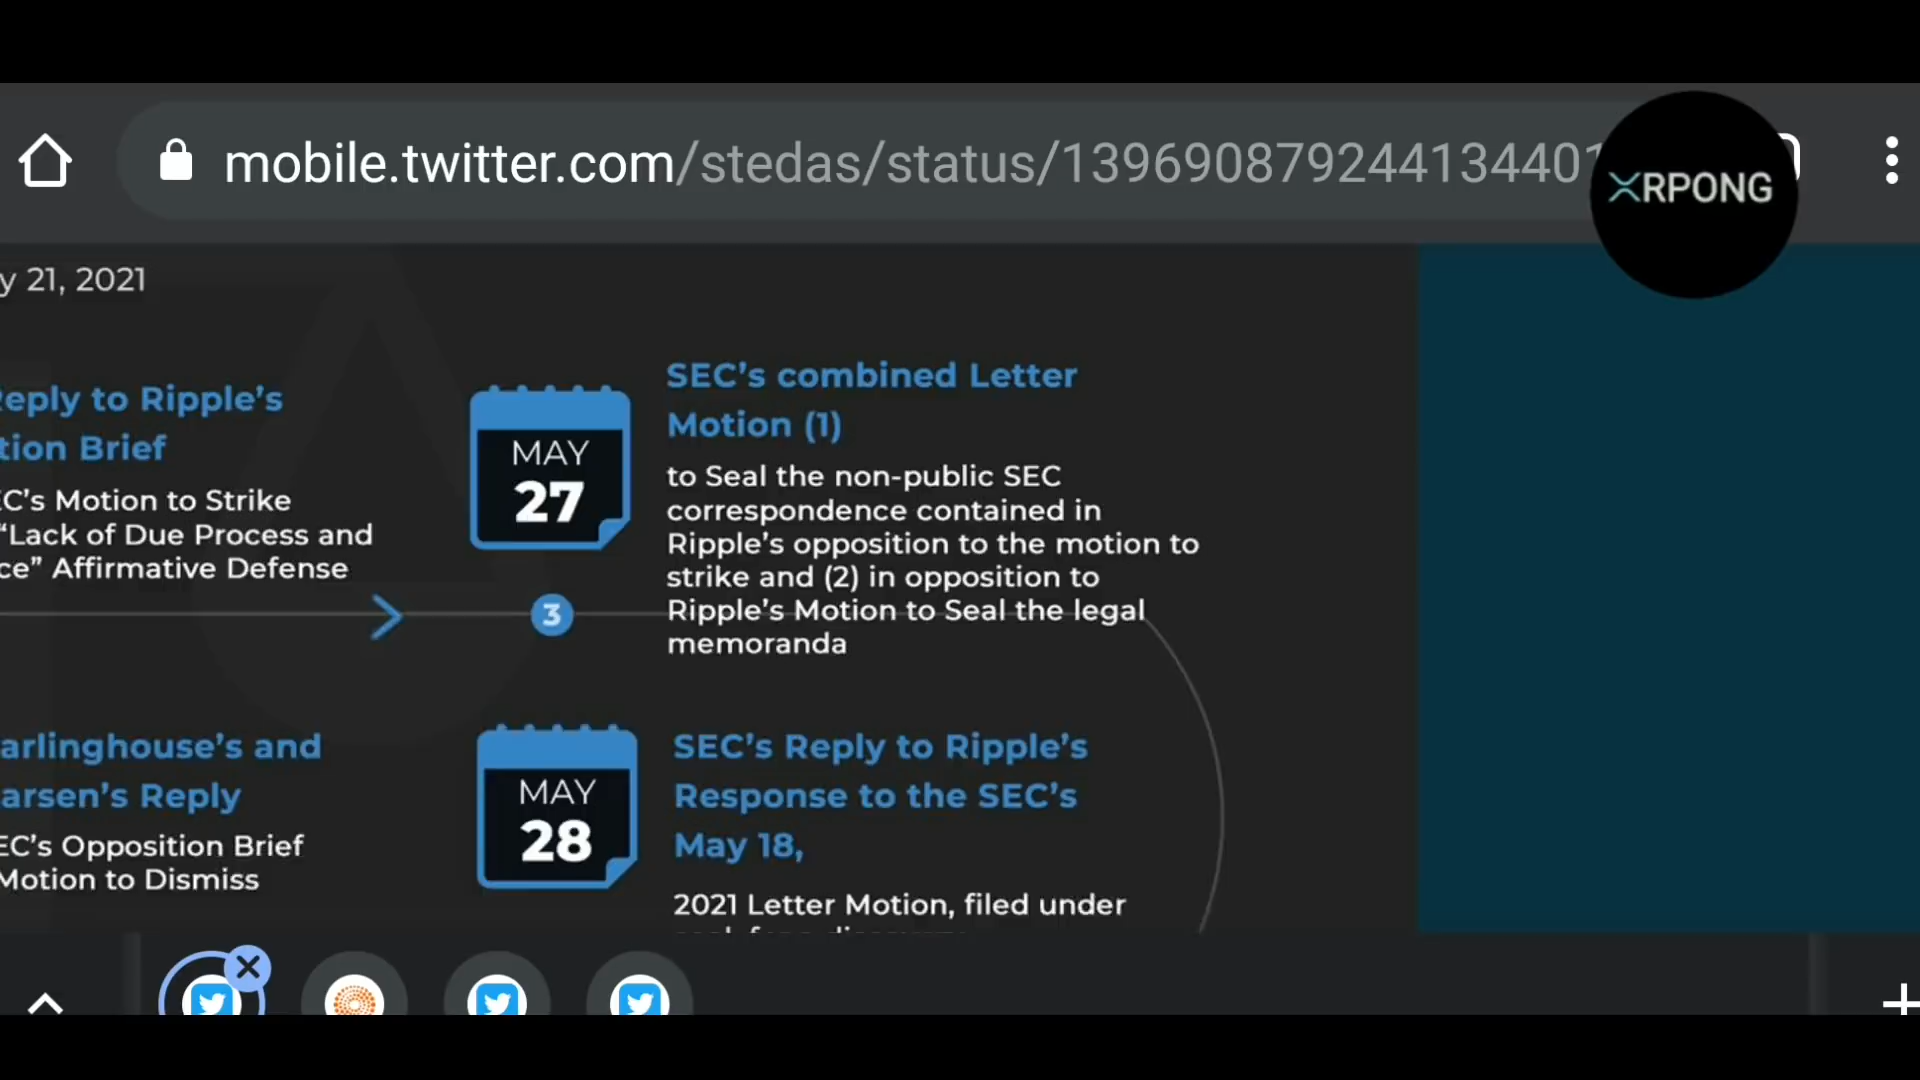 mobile.twitter.com/stedas/status/139690879244134401
XRPONG
y 21, 2021
eply to Ripple's
tion Brief
C's Motion to Strike
"Lack of Due Process and
ce" Affirmative Defense
MAY
27
SEC's combined Letter
Motion (1)
to Seal the non-public SEC
correspondence contained in
Ripple's opposition to the motion to
strike and (2) in opposition to
Ripple's Motion to Seal the legal
memoranda
3
arlinghouse's and
arsen's Reply
EC's Opposition Brief
Motion to Dismiss
MAY
28
SEC's Reply to Ripple's
Response to the SEC's
May 18,
2021 Letter Motion, filed under